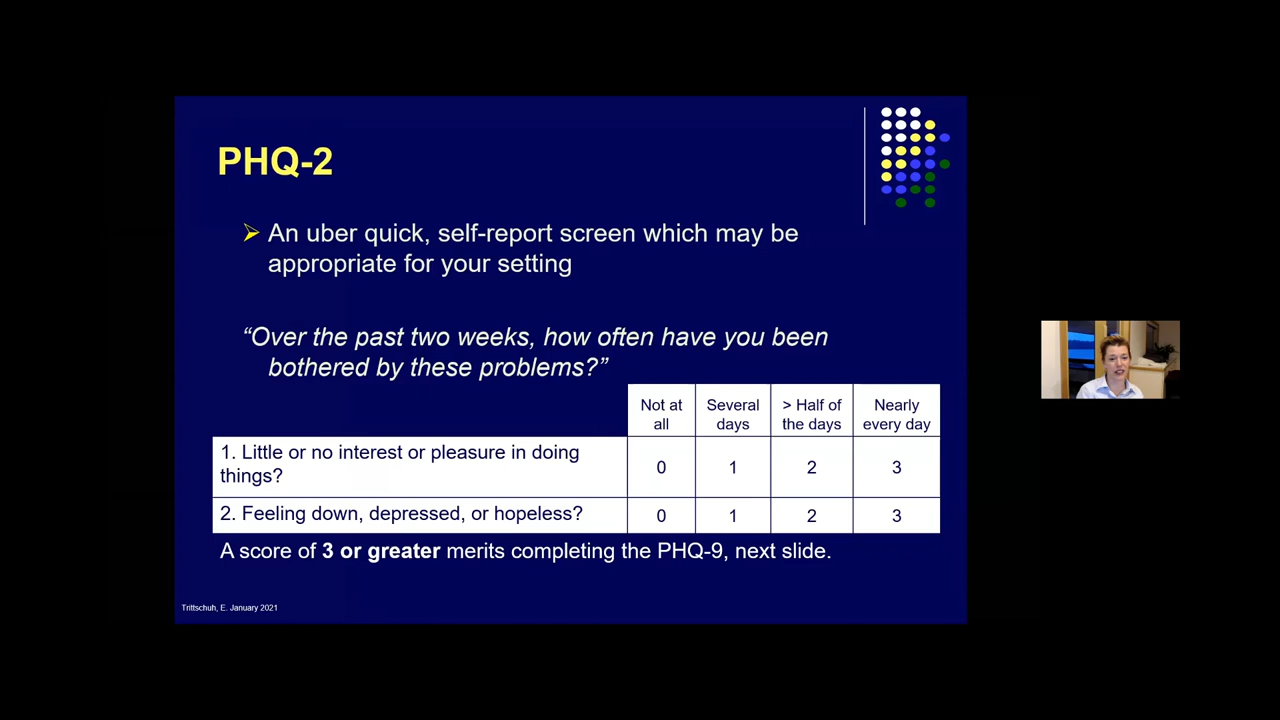 PHQ-2
An uber quick, self-report screen which may be
appropriate for your setting
“Over the past two weeks, how often have you been
bothered by these problems?”
Not at all
Several days
> Half of the days
Nearly every day
1. Little or no interest or pleasure in doing
things?
0 1 2 3
2. Feeling down, depressed, or hopeless?
0 1 2 3
A score of 3 or greater merits completing the PHQ-9, next slide.
Trittschuh, E. January 2021